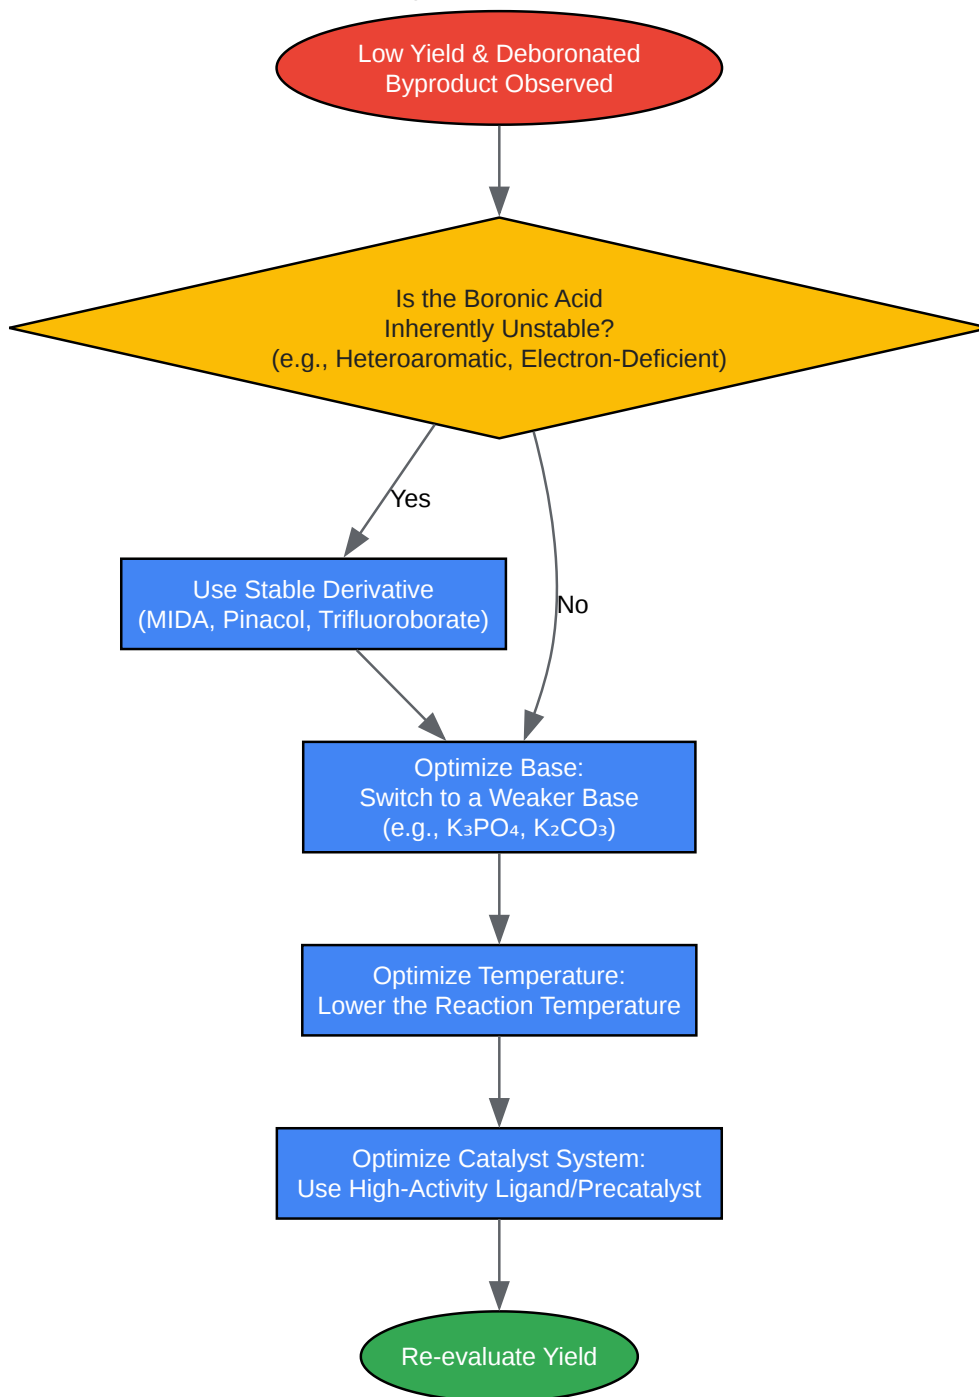 Low Yield & Deboronated
Byproduct Observed
Is the Boronic Acid
Inherently Unstable?
(e.g., Heteroaromatic, Electron-Deficient)
Yes
Use Stable Derivative
(MIDA, Pinacol, Trifluoroborate)
No
Optimize Base:
Switch to a Weaker Base
(e.g., K₃PO₄, K₂CO₃)
Optimize Temperature:
Lower the Reaction Temperature
Optimize Catalyst System:
Use High-Activity Ligand/Precatalyst
Re-evaluate Yield